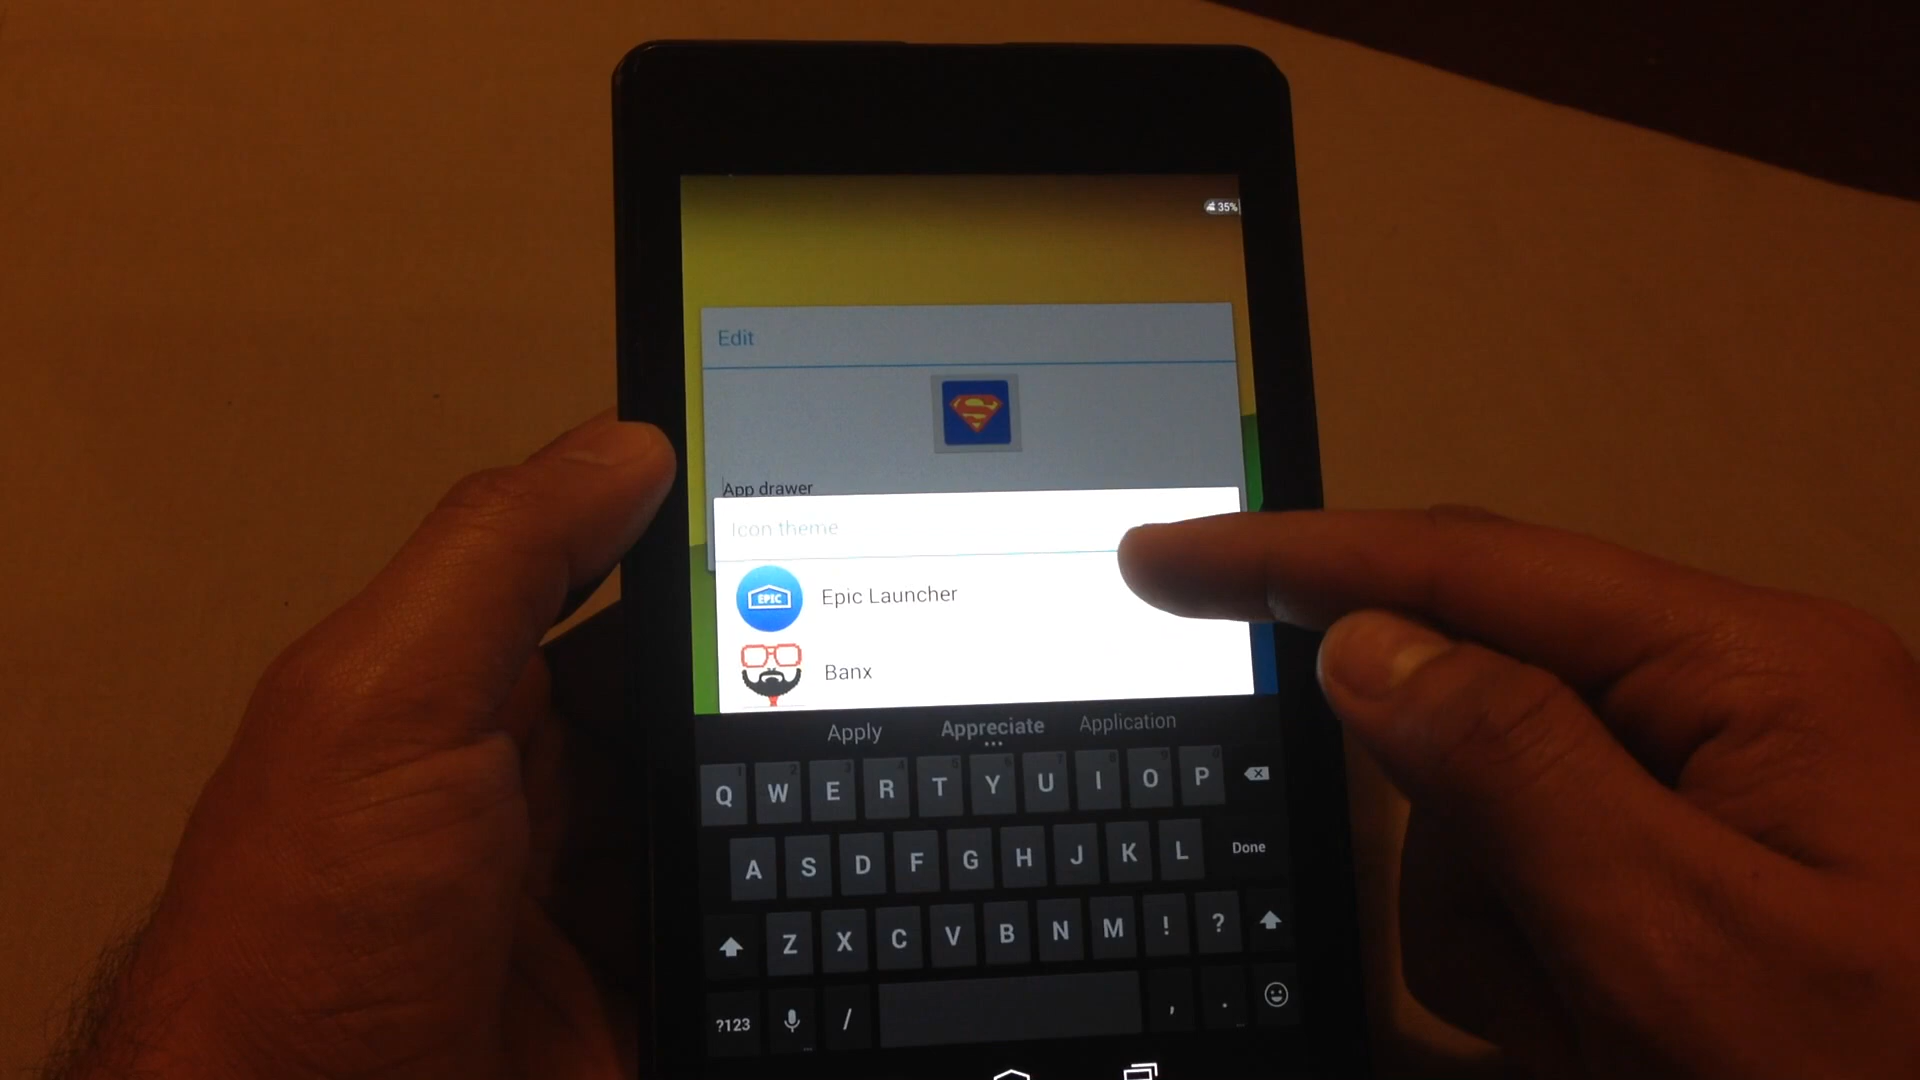 35%
Edit
App drawer
Icon theme
EPIC Epic Launcher
Banx
Apply Appreciate Application
Q W E R T Y U I O P
A S D F G H J K L Done
Z X C V B N M ! ?
?123 / , .